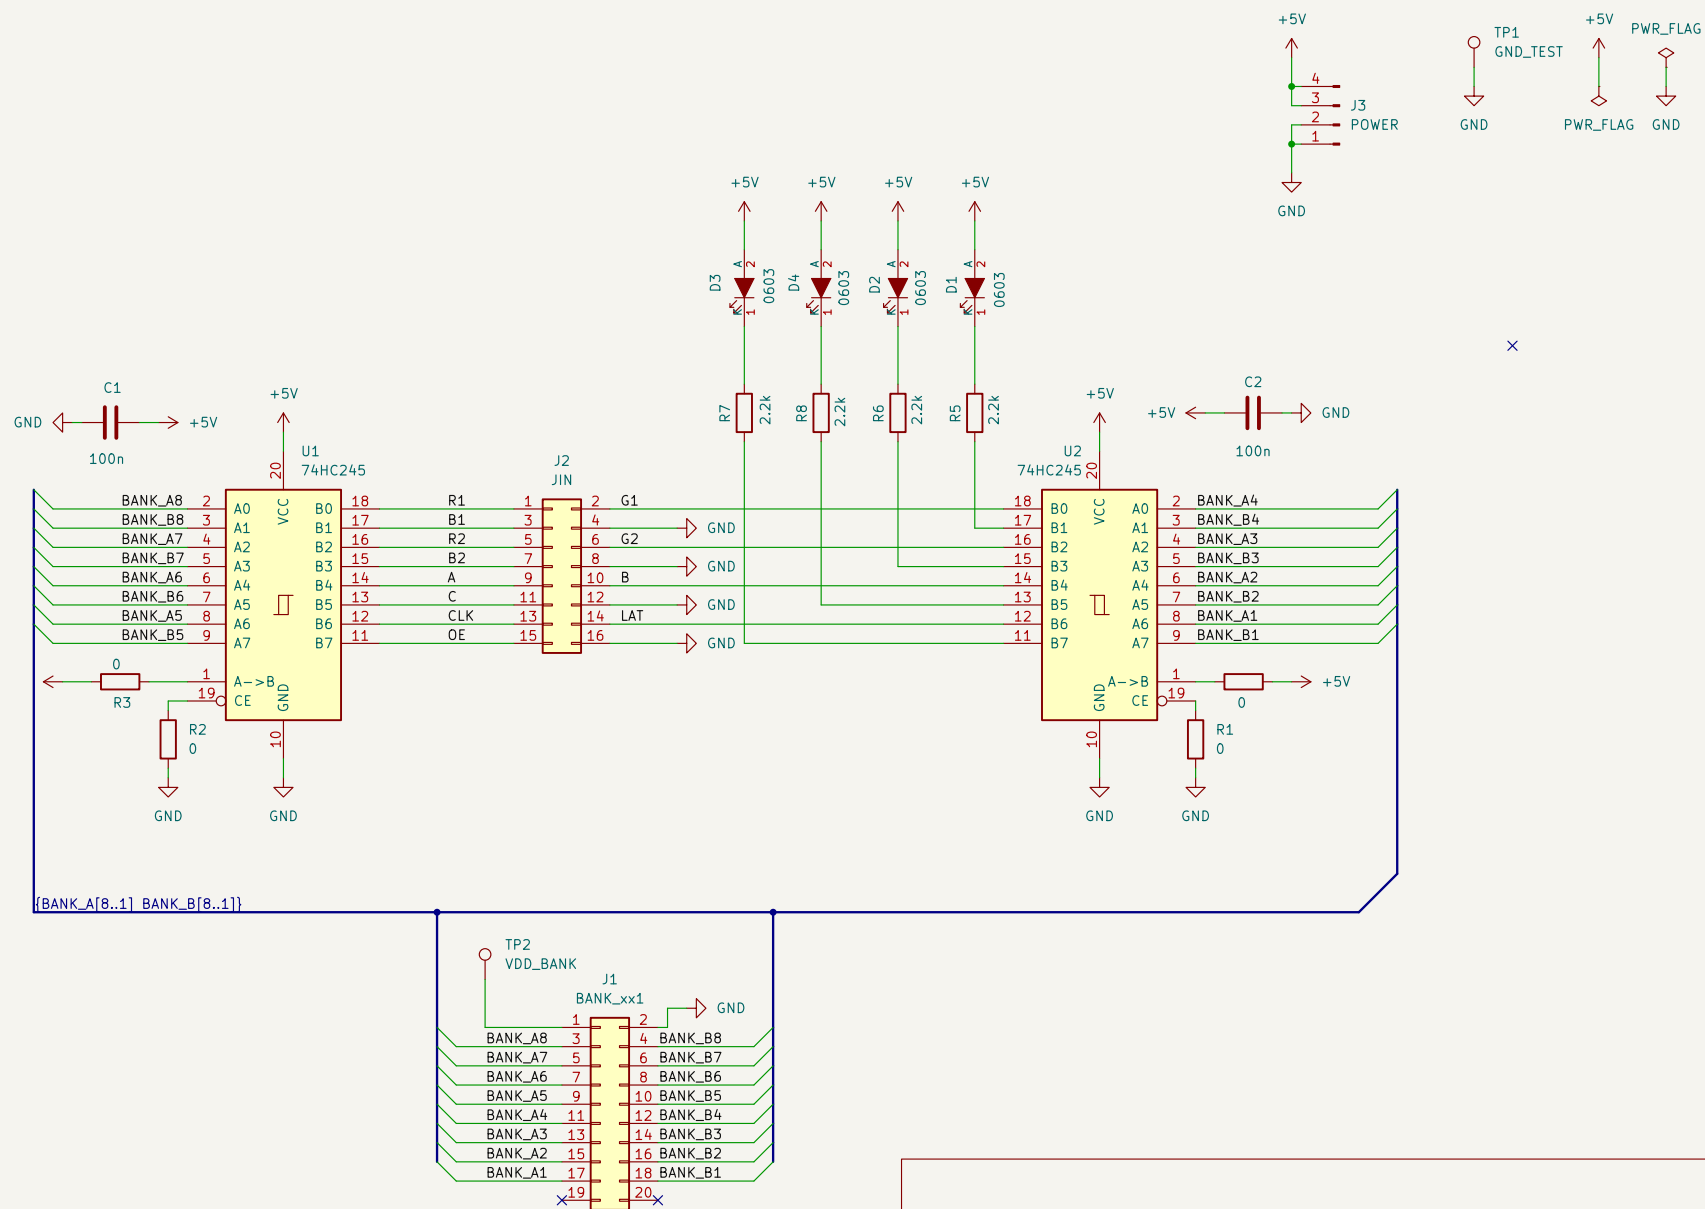 +5V
+5V
PWR_FLAG
TP1
GND_TEST
4
3
2
1
J3
POWER
GND
PWR_FLAG
GND
GND
+5V
+5V
+5V
+5V
D3
A
2
K
1
0603
D4
A
2
K
1
0603
D2
A
2
K
1
0603
D1
A
2
K
1
0603
R7
2.2k
R8
2.2k
R6
2.2k
R5
2.2k
C1
GND
+5V
100n
+5V
U1
74HC245
20
VCC
BANK_A8 2 A0 B0 18 R1
BANK_B8 3 A1 B1 17 B1
BANK_A7 4 A2 B2 16 R2
BANK_B7 5 A3 B3 15 B2
BANK_A6 6 A4 B4 14 A
BANK_B6 7 A5 B5 13 C
BANK_A5 8 A6 B6 12 CLK
BANK_B5 9 A7 B7 11 OE
1 A->B
19 CE
GND
10
0
R3
R2
0
GND
GND
J2
JIN
1 2 G1
3 4 GND
5 6 G2
7 8 GND
9 10 B
11 12 GND
13 14 LAT
15 16 GND
+5V
C2
+5V
GND
100n
U2
74HC245
20
VCC
18 B0 A0 2 BANK_A4
17 B1 A1 3 BANK_B4
16 B2 A2 4 BANK_A3
15 B3 A3 5 BANK_B3
14 B4 A4 6 BANK_A2
13 B5 A5 7 BANK_B2
12 B6 A6 8 BANK_A1
11 B7 A7 9 BANK_B1
A->B 1
CE 19
GND
10
0
+5V
R1
0
GND
GND
{BANK_A[8..1] BANK_B[8..1]}
TP2
VDD_BANK
J1
BANK_xx1
GND
1 2
BANK_A8 3 4 BANK_B8
BANK_A7 5 6 BANK_B7
BANK_A6 7 8 BANK_B6
BANK_A5 9 10 BANK_B5
BANK_A4 11 12 BANK_B4
BANK_A3 13 14 BANK_B3
BANK_A2 15 16 BANK_B2
BANK_A1 17 18 BANK_B1
19 20